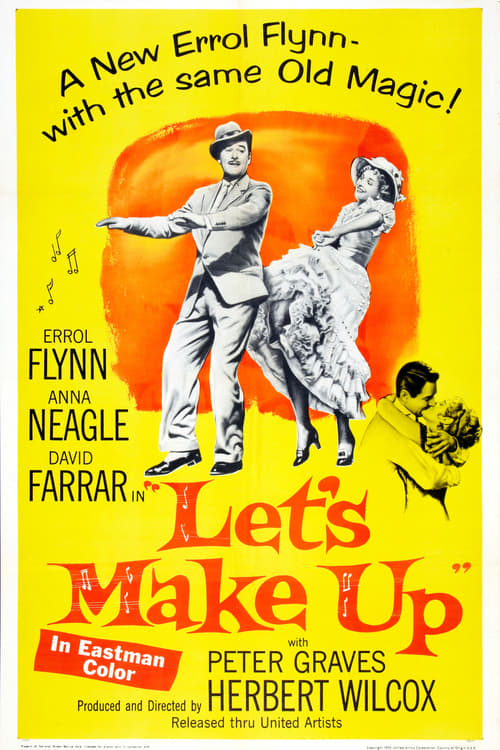 A New Errol Flynn-
with the same Old Magic!
ERROL
FLYNN
ANNA
NEAGLE
DAVID
FARRAR IN
"Let's
Make Up"
In Eastman
Color
with
PETER GRAVES
Produced and Directed by HERBERT WILCOX
Released thru United Artists